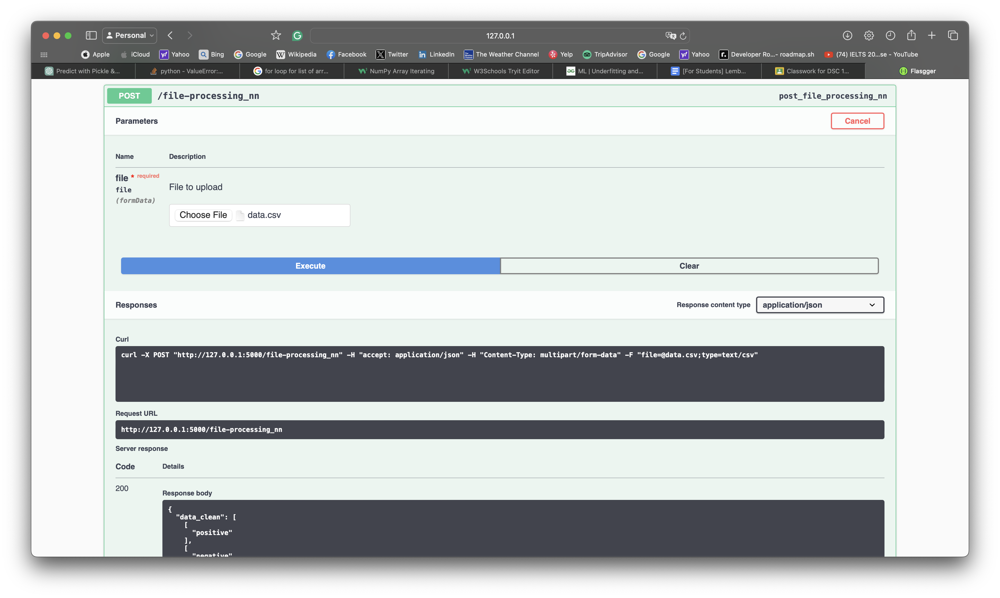 Personal
127.0.0.1
Apple iCloud Yahoo Bing Google Wikipedia Facebook Twitter LinkedIn The Weather Channel Yelp TripAdvisor Google Yahoo Developer Ro...- roadmap.sh (74) IELTS 20...se - YouTube
Predict with Pickle &... python - ValueError:... for loop for list of arr... NumPy Array Iterating W3Schools Tryit Editor ML | Underfitting and... [For Students] Lemb... Classwork for DSC 1... Flasgger
POST /file-processing_nn post_file_processing_nn
Parameters Cancel
Name Description
file * required
file
(formData)
File to upload
Choose File data.csv
Execute Clear
Responses Response content type application/json
Curl
curl -X POST "http://127.0.0.1:5000/file-processing_nn" -H "accept: application/json" -H "Content-Type: multipart/form-data" -F "file=@data.csv;type=text/csv"
Request URL
http://127.0.0.1:5000/file-processing_nn
Server response
Code Details
200
Response body
{
"data_clean": [
[
"positive"
],
[
"negative"